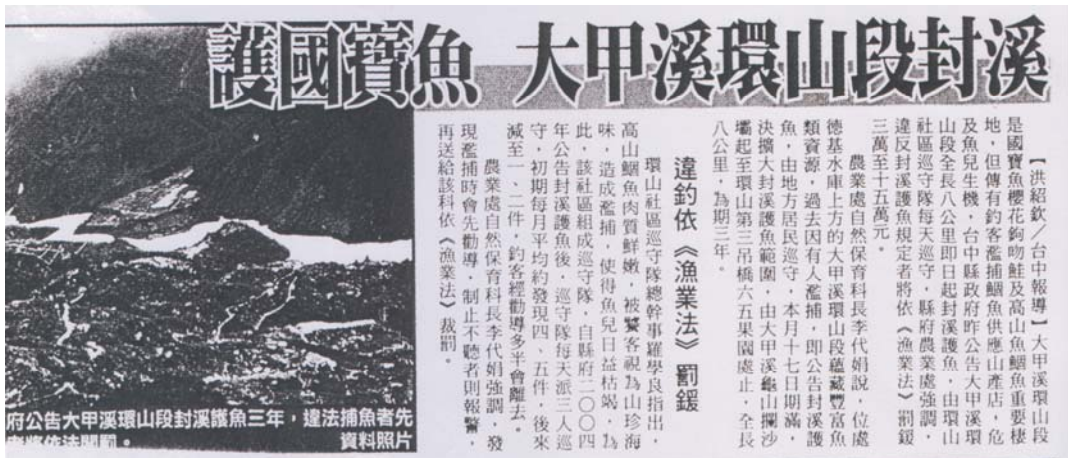 護國寶魚 大甲溪環山段封溪
【洪紹欽/台中報導】大甲溪環山段
是國寶魚櫻花鉤吻鮭及高山魚鯝魚重要棲
地,但傳有釣客濫捕鯝魚供應山產店,危
及魚兒生機,台中縣政府昨公告大甲溪環
山段全長八公里即日起封溪護魚,由環山
社區巡守隊每天巡守,縣府農業處強調,
違反封溪護魚規定者將依《漁業法》罰鍰
三萬至十五萬元。
農業處自然保育科長李代娟說,位處
德基水庫上方的大甲溪環山段蘊藏豐富魚
類資源,過去因有人濫捕,即公告封溪護
魚,由地方居民巡守,本月十七日期滿,
決擴大封溪護魚範圍,由大甲溪龜山攔沙
壩起至環山第三吊橋六五果園處止,全長
八公里,為期三年。
違釣依《漁業法》罰鍰
環山社區巡守隊總幹事羅學良指出,
高山鯝魚肉質鮮嫩,被饕客視為山珍海
味,造成濫捕,使得魚兒日益枯竭,為
此,該社區組成巡守隊,自縣府二〇〇四
年公告封溪護魚後,巡守隊每天派三人巡
守,初期每月平均約發現四、五件,後來
減至一、二件,釣客經勸導多半會離去。
農業處自然保育科長李代娟強調,發
現濫捕時會先勸導,制止不聽者則報警,
再送給該科依《漁業法》裁罰。
府公告大甲溪環山段封溪護魚三年,違法捕魚者先
將依法開罰。
資料照片